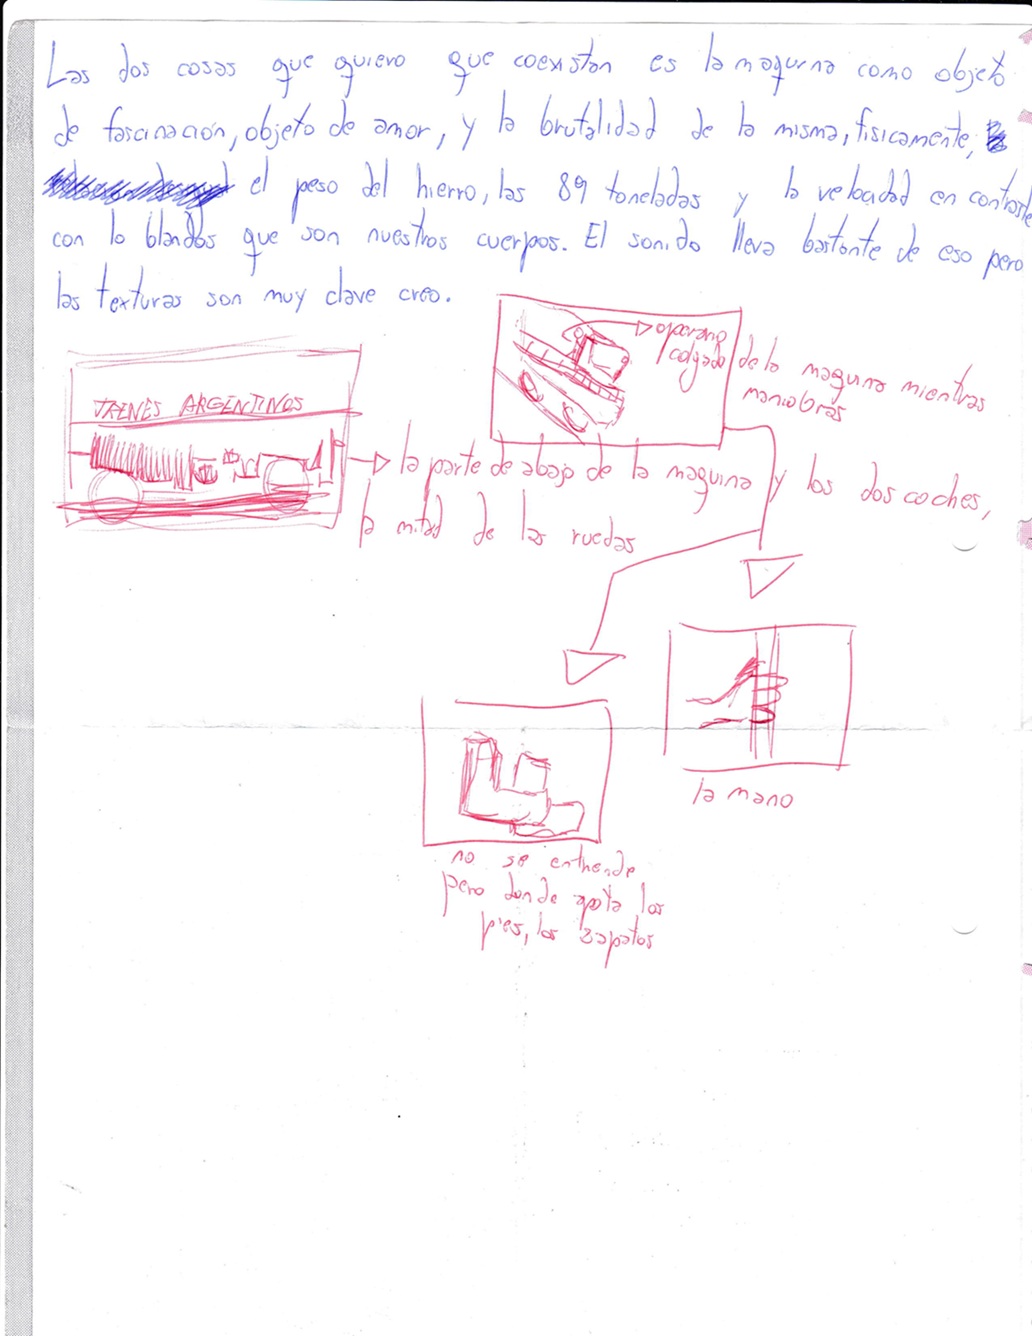 Las dos cosas que quiero que coexistan es la maquina como objeto
de fascinación, objeto de amor, y la brutalidad de la misma, fisicamente,
el peso del hierro, las 89 toneladas y la velocidad en contraste
con lo blandos que son nuestros cuerpos. El sonido lleva bastante de eso pero
las texturas son muy clave creo.
operario
colgado de la maquina mientras
maniobras
TRENES ARGENTINOS
la parte de abajo de la maquina y los dos coches,
la mitad de las ruedas
la mano
no se entiende
pero donde apoya los
pies, los zapatos